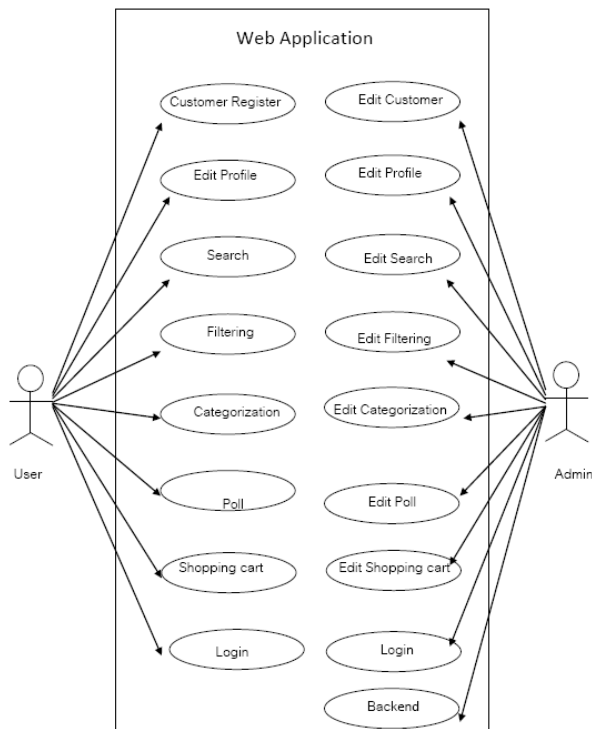 Web Application
Customer Register
Edit Customer
Edit Profile
Edit Profile
Search
Edit Search
Filtering
Edit Filtering
Categorization
Edit Categorization
User
Admin
Poll
Edit Poll
Shopping cart
Edit Shopping cart
Login
Login
Backend